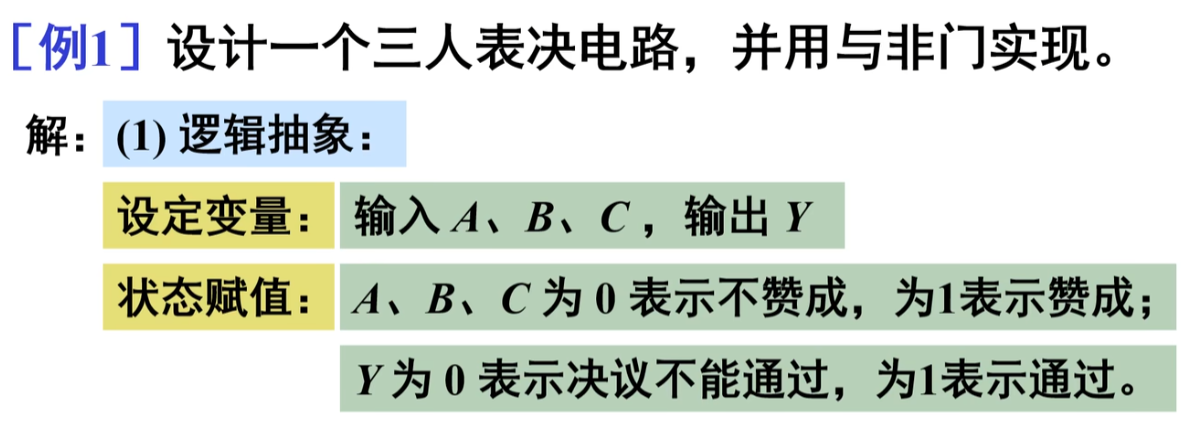 [例1] 设计一个三人表决电路，并用与非门实现。
解：(1) 逻辑抽象：
设定变量： 输入 A、B、C ，输出 Y
状态赋值： A、B、C 为 0 表示不赞成，为1表示赞成；
Y 为 0 表示决议不能通过，为1表示通过。